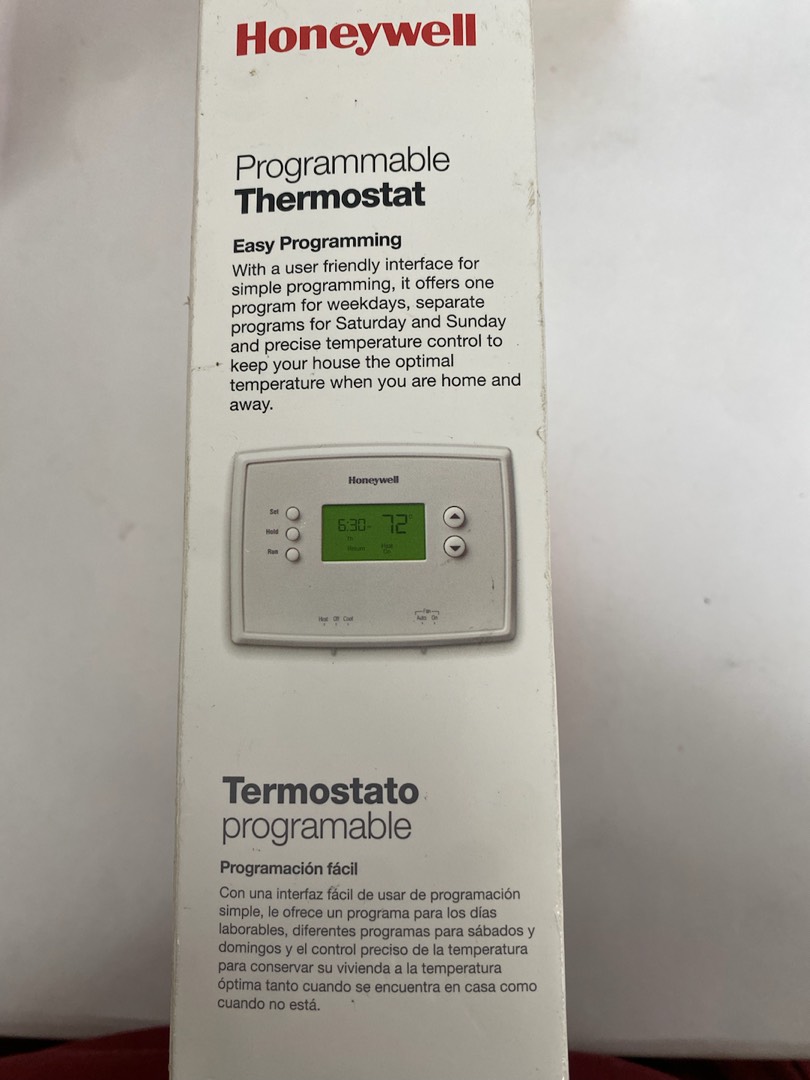 Honeywell
Programmable
Thermostat
Easy Programming
With a user friendly interface for
simple programming, it offers one
program for weekdays, separate
programs for Saturday and Sunday
and precise temperature control to
keep your house the optimal
temperature when you are home and
away.
Honeywell
Set
Hold
Run
6:30 72°
Heat Off Cool
Fan
Auto On
Termostato
programable
Programación fácil
Con una interfaz fácil de usar de programación
simple, le ofrece un programa para los días
laborables, diferentes programas para sábados y
domingos y el control preciso de la temperatura
para conservar su vivienda a la temperatura
óptima tanto cuando se encuentra en casa como
cuando no está.